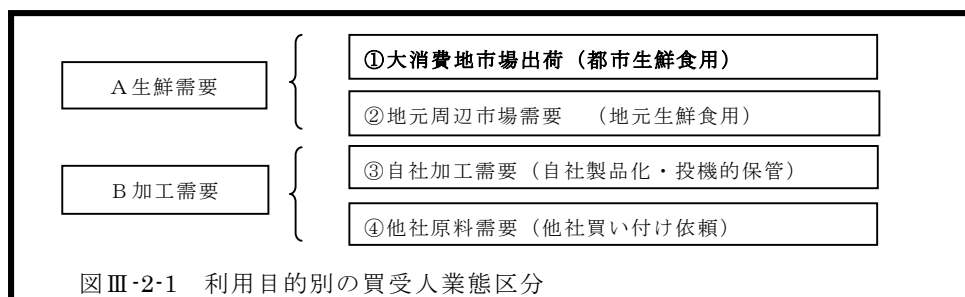 A生鮮需要
①大消費地市場出荷（都市生鮮食用）
②地元周辺市場需要　（地元生鮮食用）
B加工需要
③自社加工需要（自社製品化・投機的保管）
④他社原料需要（他社買い付け依頼）
図Ⅲ-2-1　利用目的別の買受人業態区分